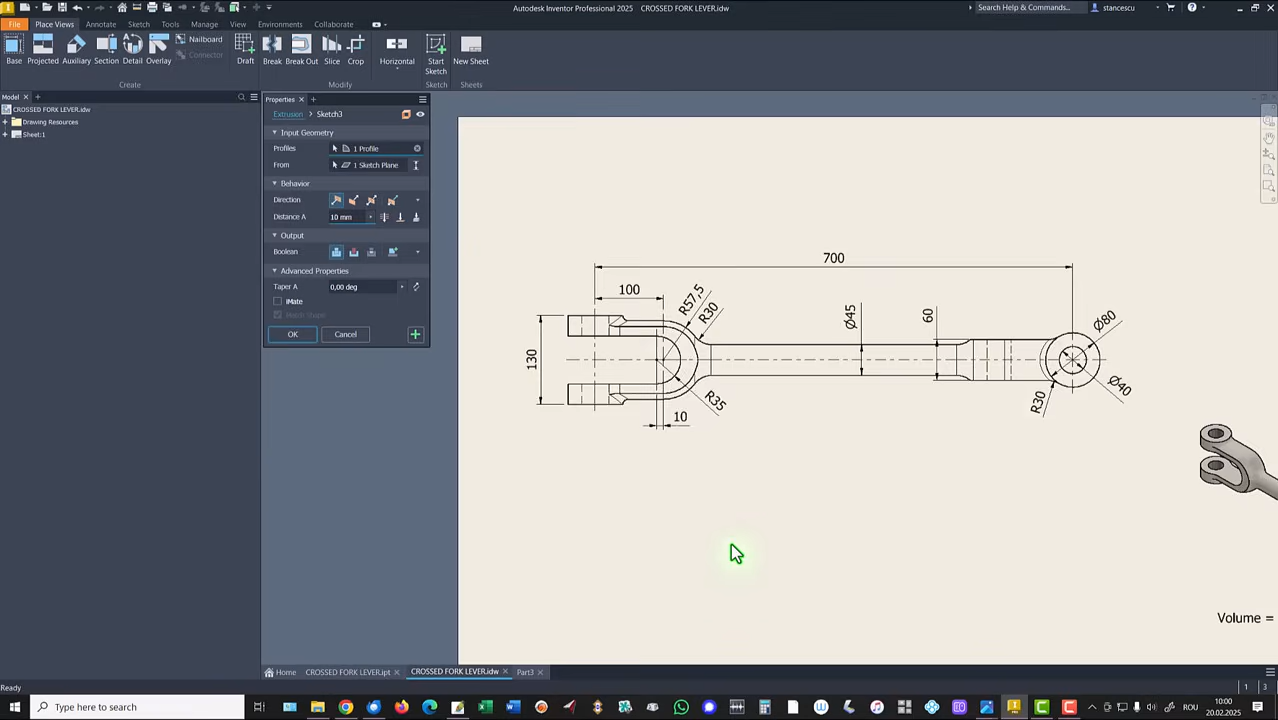 Autodesk Inventor Professional 2025 CROSSED FORK LEVER.idw
Search Help & Commands...
stancescu
File Place Views Annotate Sketch Tools Manage View Environments Collaborate
Base Projected Auxiliary Section Detail Overlay
Nailboard
Connector
Draft Break Break Out Slice Crop Horizontal Start Sketch New Sheet
Create Modify Sketch Sheets
Model
CROSSED FORK LEVER.idw
Drawing Resources
Sheet:1
Properties
Extrusion > Sketch3
Input Geometry
Profiles 1 Profile
From 1 Sketch Plane
Behavior
Direction
Distance A 10 mm
Output
Boolean
Advanced Properties
Taper A 0,00 deg
iMate
Match Shape
OK Cancel
700
100
R57,5
R30
130
R35
10
Ø45
60
Ø80
Ø40
R30
Volume =
Home CROSSED FORK LEVER.ipt CROSSED FORK LEVER.idw Part3
Ready
1 3
Type here to search
ROU
10:00
20.02.2025